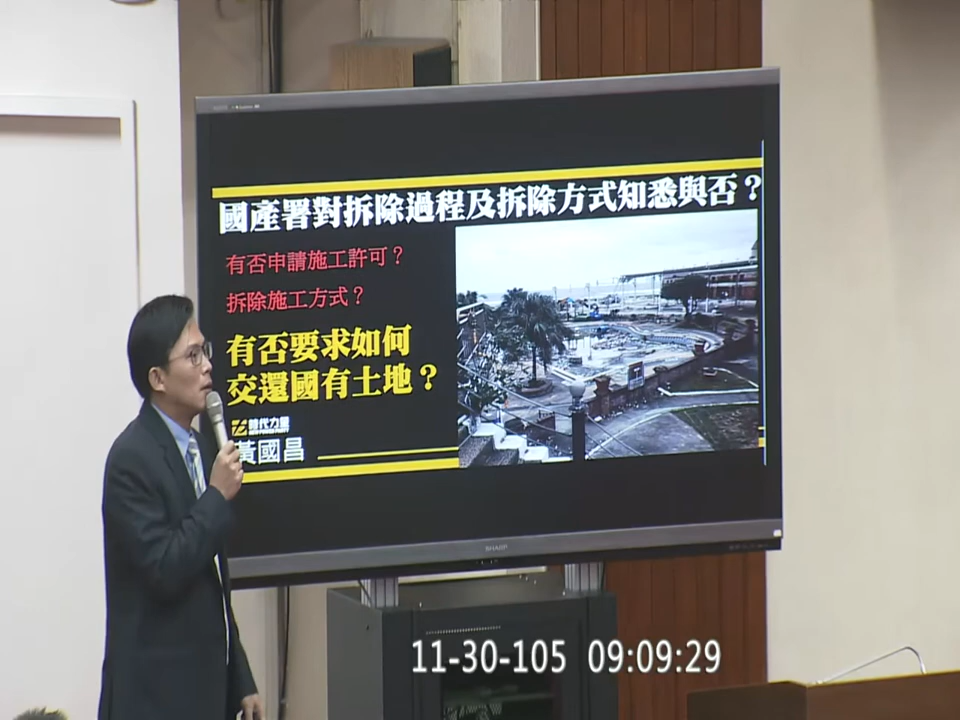 國產署對拆除過程及拆除方式知悉與否？
有否申請施工許可？
拆除施工方式？
有否要求如何
交還國有土地？
時代力量
黃國昌
SHARP
11-30-105 09:09:29